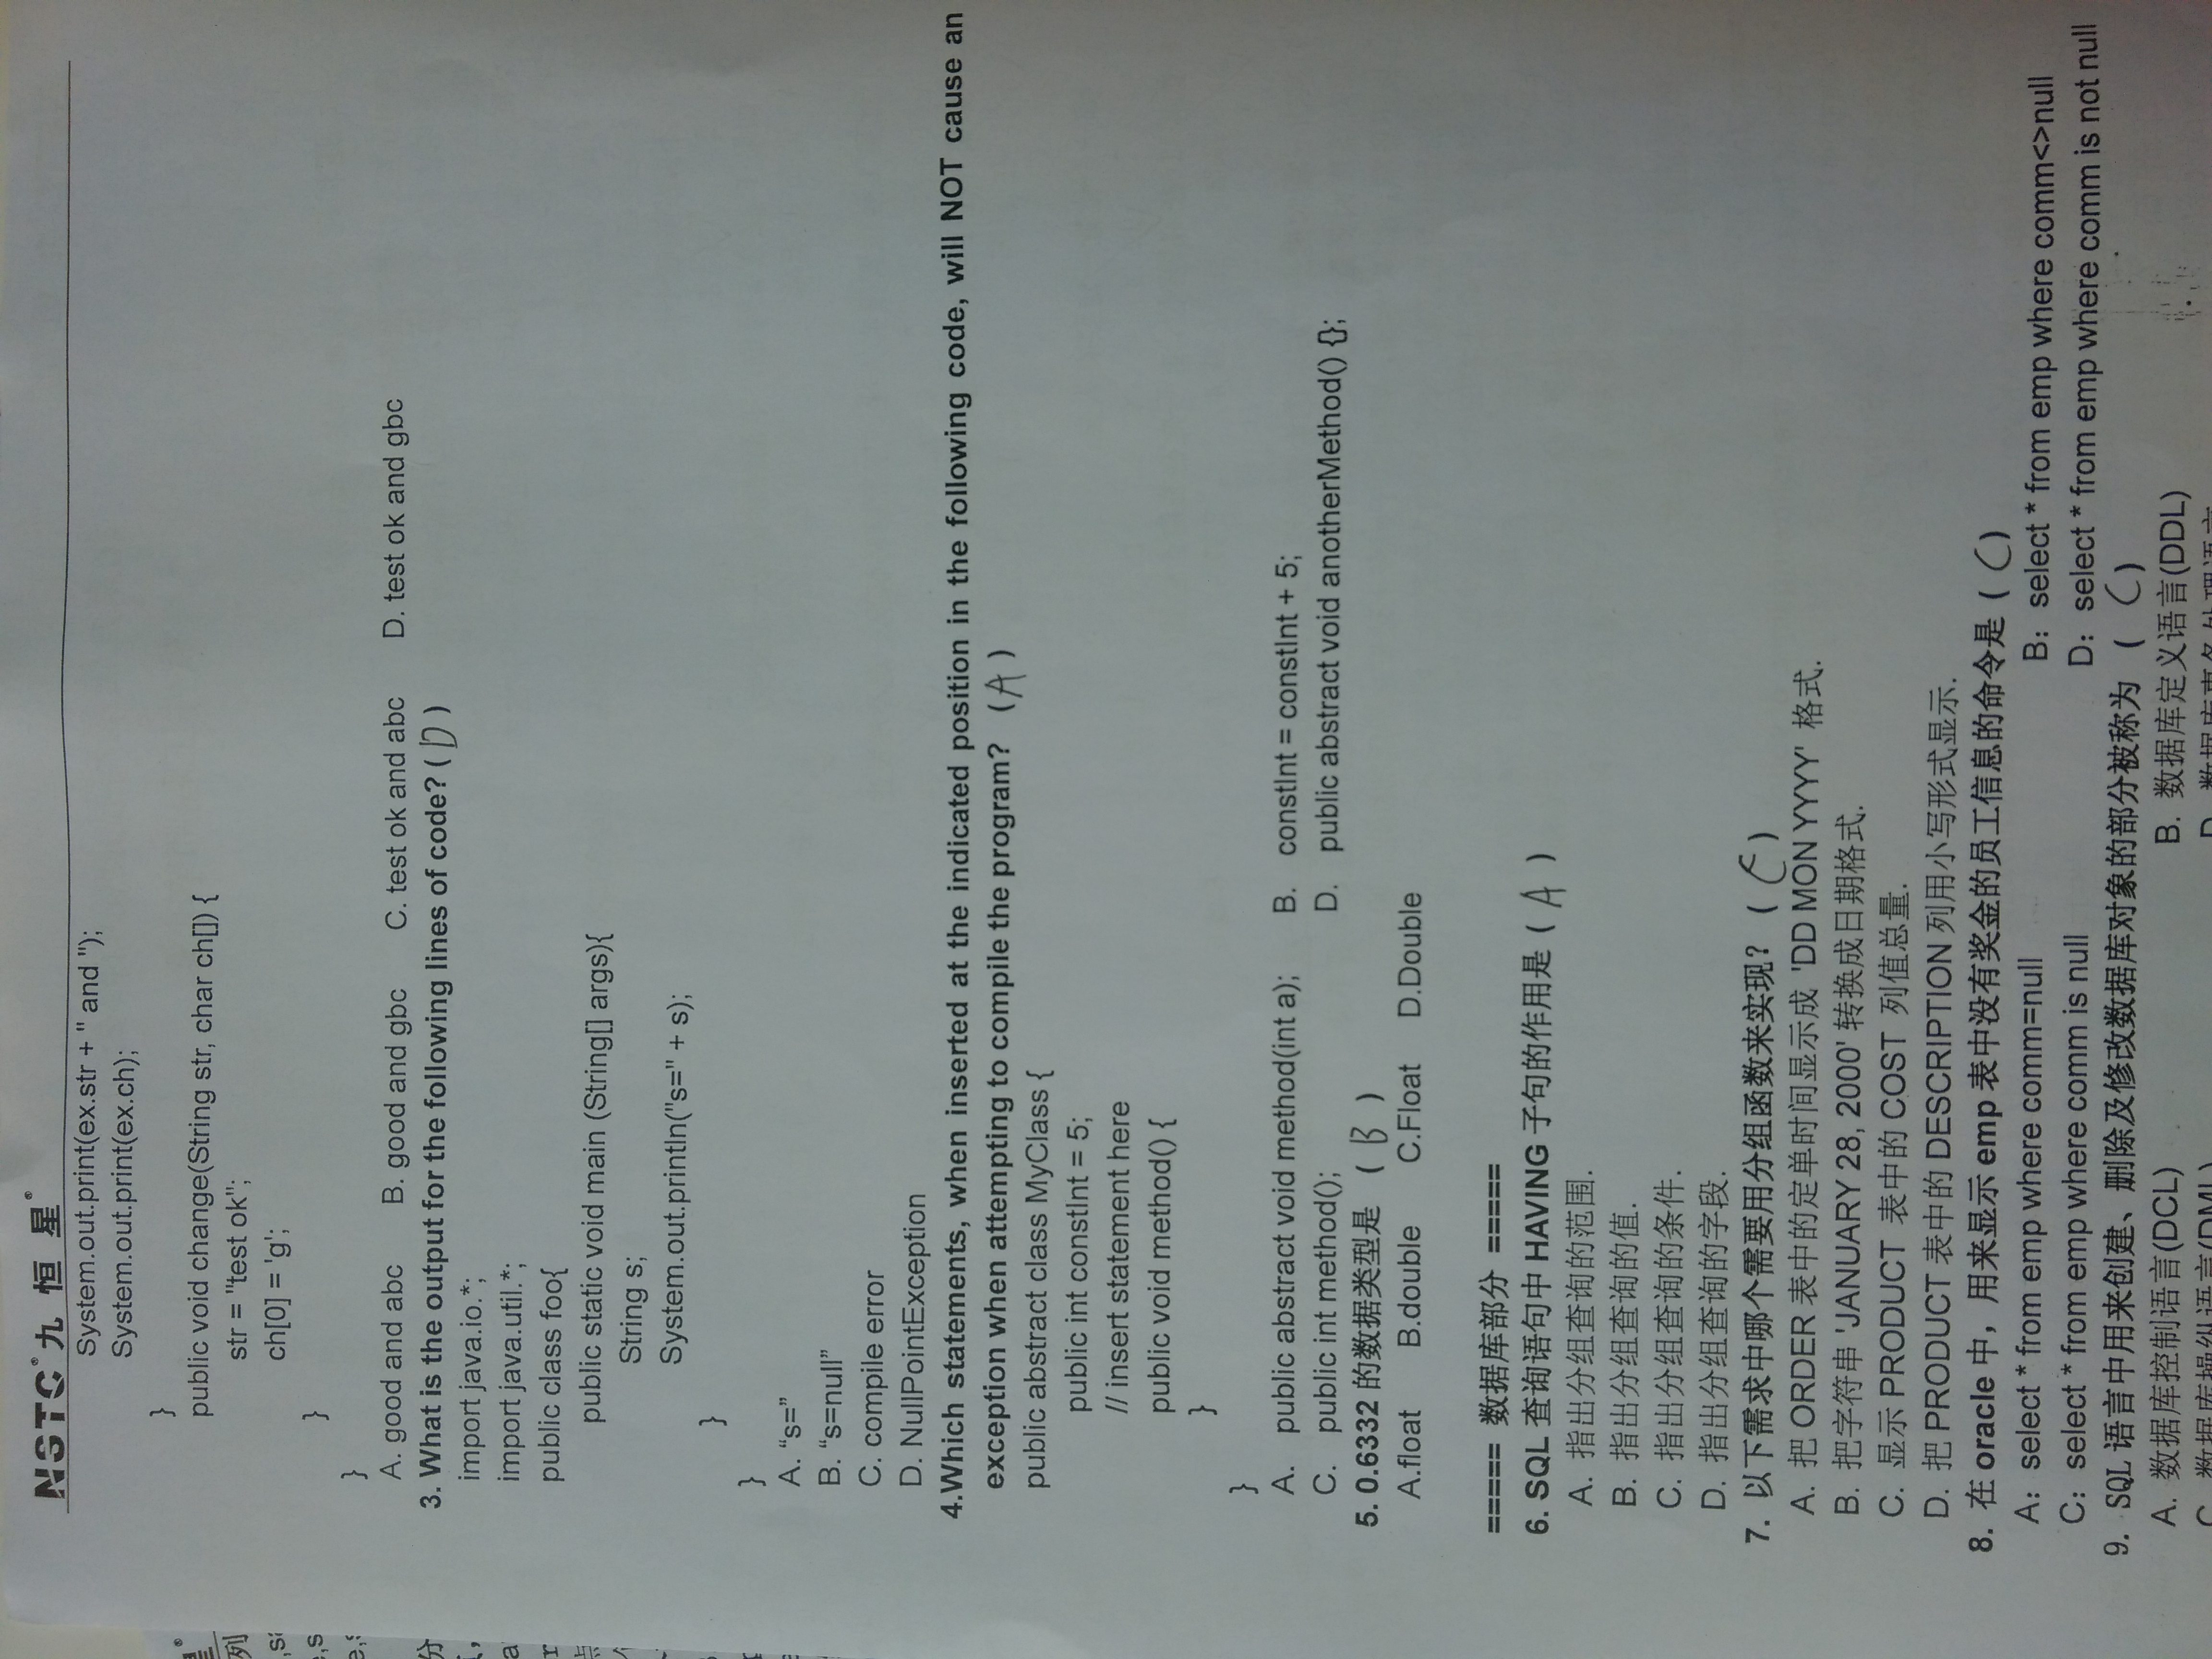 NSTC® 九 恒 星®
System.out.print(ex.str + " and ");
System.out.print(ex.ch);
}
public void change(String str, char ch[]) {
str = "test ok";
ch[0] = 'g';
}
}
A. good and abc B. good and gbc C. test ok and abc D. test ok and gbc
3. What is the output for the following lines of code? ( D )
import java.io.*;
import java.util.*;
public class foo{
public static void main (String[] args){
String s;
System.out.println("s=" + s);
}
}
A. “s=”
B. “s=null”
C. compile error
D. NullPointException
4.Which statements, when inserted at the indicated position in the following code, will NOT cause an
exception when attempting to compile the program? ( A )
public abstract class MyClass {
public int constInt = 5;
// insert statement here
public void method() {
}
}
A. public abstract void method(int a); B. constInt = constInt + 5;
C. public int method(); D. public abstract void anotherMethod() {};
5. 0.6332 的数据类型是 ( B )
A.float B.double C.Float D.Double
===== 数据库部分 =====
6. SQL 查询语句中 HAVING 子句的作用是 ( A )
A. 指出分组查询的范围.
B. 指出分组查询的值.
C. 指出分组查询的条件.
D. 指出分组查询的字段.
7. 以下需求中哪个需要用分组函数来实现? ( C )
A. 把 ORDER 表中的定单时间显示成 'DD MON YYYY' 格式.
B. 把字符串 'JANUARY 28, 2000' 转换成日期格式.
C. 显示 PRODUCT 表中的 COST 列值总量.
D. 把 PRODUCT 表中的 DESCRIPTION 列用小写形式显示.
8. 在 oracle 中，用来显示 emp 表中没有奖金的员工信息的命令是 ( C )
A: select * from emp where comm=null B: select * from emp where comm<>null
C: select * from emp where comm is null D: select * from emp where comm is not null
9. SQL 语言中用来创建、删除及修改数据库对象的部分被称为 ( C )
A. 数据库控制语言(DCL) B. 数据库定义语言(DDL)
C. 数据库操纵语言(DML) D.